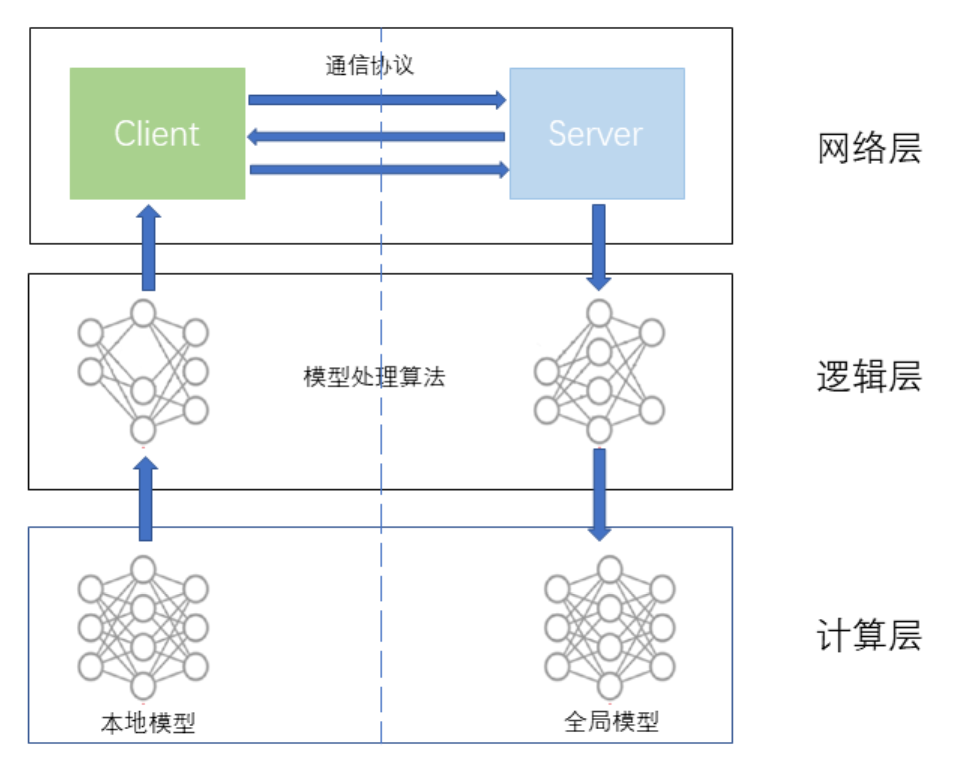 通信协议
Client
Server
网络层
模型处理算法
逻辑层
计算层
本地模型
全局模型